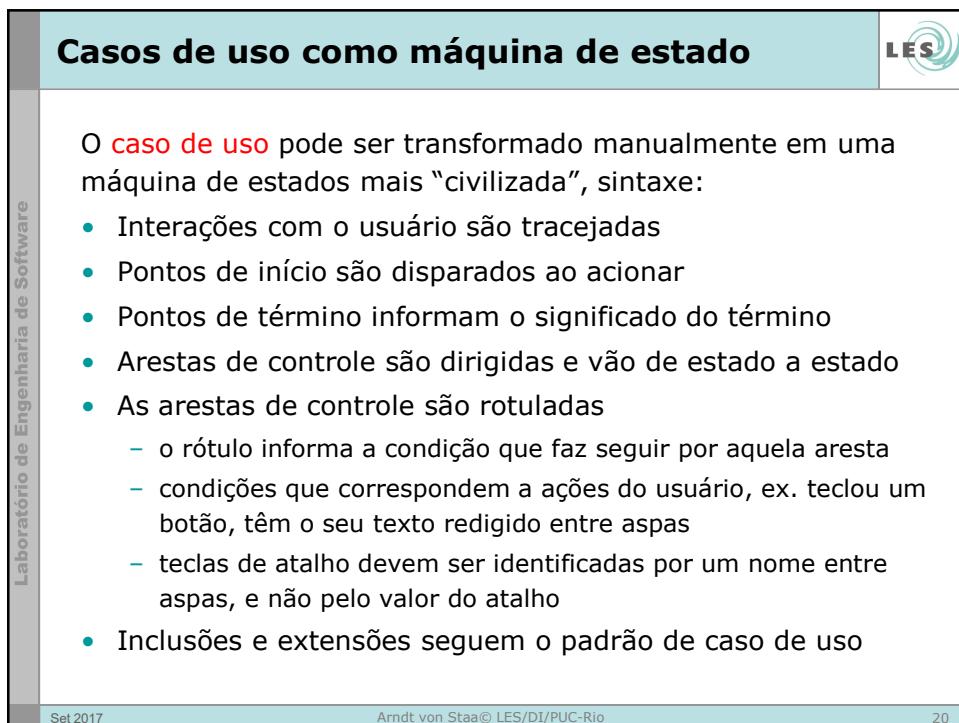 Casos de uso como máquina de estado
LES
O caso de uso pode ser transformado manualmente em uma
máquina de estados mais “civilizada”, sintaxe:
• Interações com o usuário são tracejadas
• Pontos de início são disparados ao acionar
• Pontos de término informam o significado do término
• Arestas de controle são dirigidas e vão de estado a estado
• As arestas de controle são rotuladas
– o rótulo informa a condição que faz seguir por aquela aresta
– condições que correspondem a ações do usuário, ex. teclou um
botão, têm o seu texto redigido entre aspas
– teclas de atalho devem ser identificadas por um nome entre
aspas, e não pelo valor do atalho
• Inclusões e extensões seguem o padrão de caso de uso
Laboratório de Engenharia de Software
Set 2017
Arndt von Staa© LES/DI/PUC-Rio
20